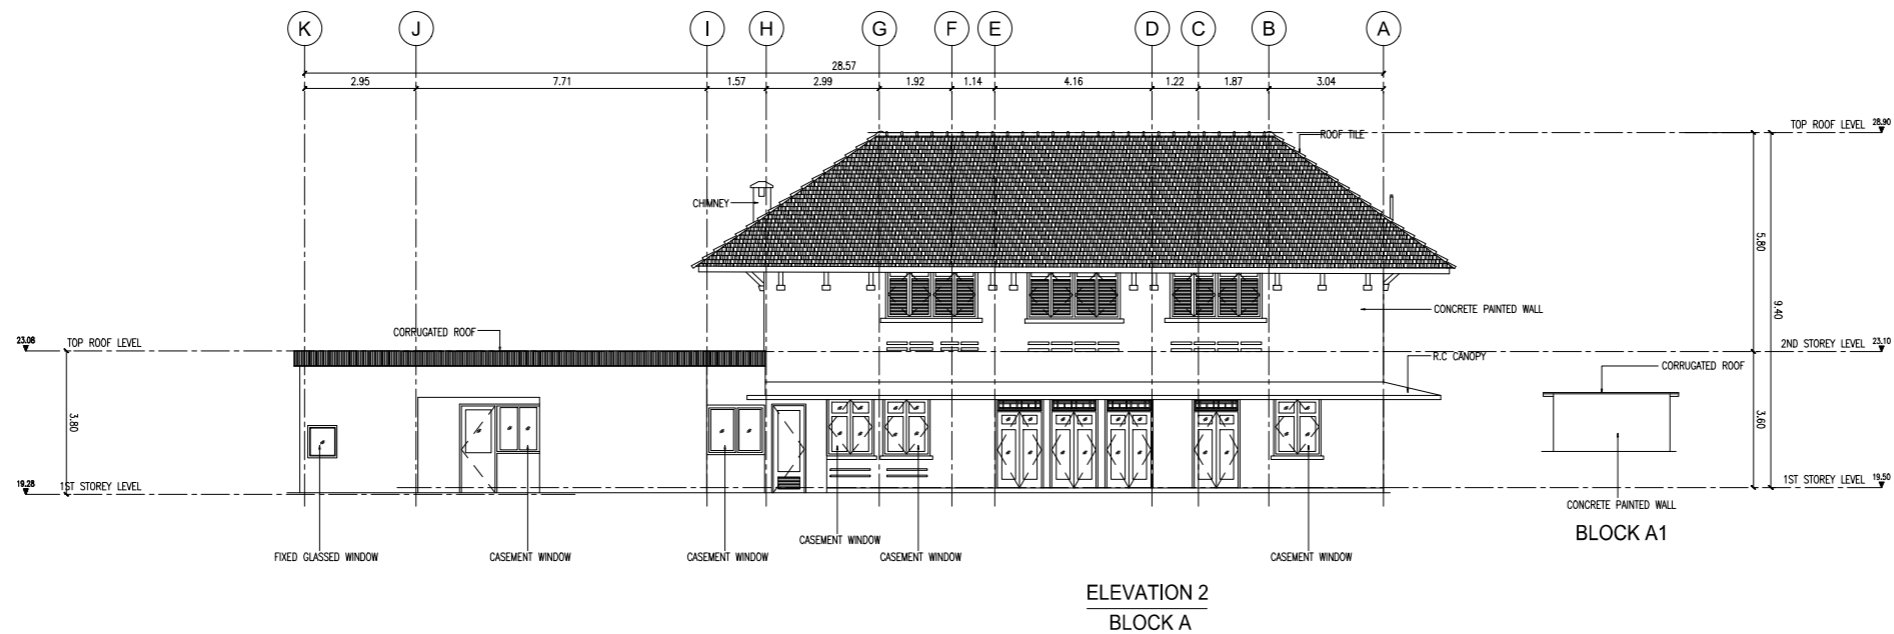 K J I H G F E D C B A
28.57
2.95 7.71 1.57 2.99 1.92 1.14 4.16 1.22 1.87 3.04
TOP ROOF LEVEL 28.90
ROOF TILE
CHIMNEY
5.80
9.40
CONCRETE PAINTED WALL
CORRUGATED ROOF
23.08 TOP ROOF LEVEL
2ND STOREY LEVEL 23.10
R.C CANOPY
CORRUGATED ROOF
3.80
3.60
19.28 1ST STOREY LEVEL
1ST STOREY LEVEL 19.50
CONCRETE PAINTED WALL
BLOCK A1
FIXED GLASSED WINDOW
CASEMENT WINDOW
CASEMENT WINDOW
CASEMENT WINDOW
CASEMENT WINDOW
CASEMENT WINDOW
ELEVATION 2
BLOCK A